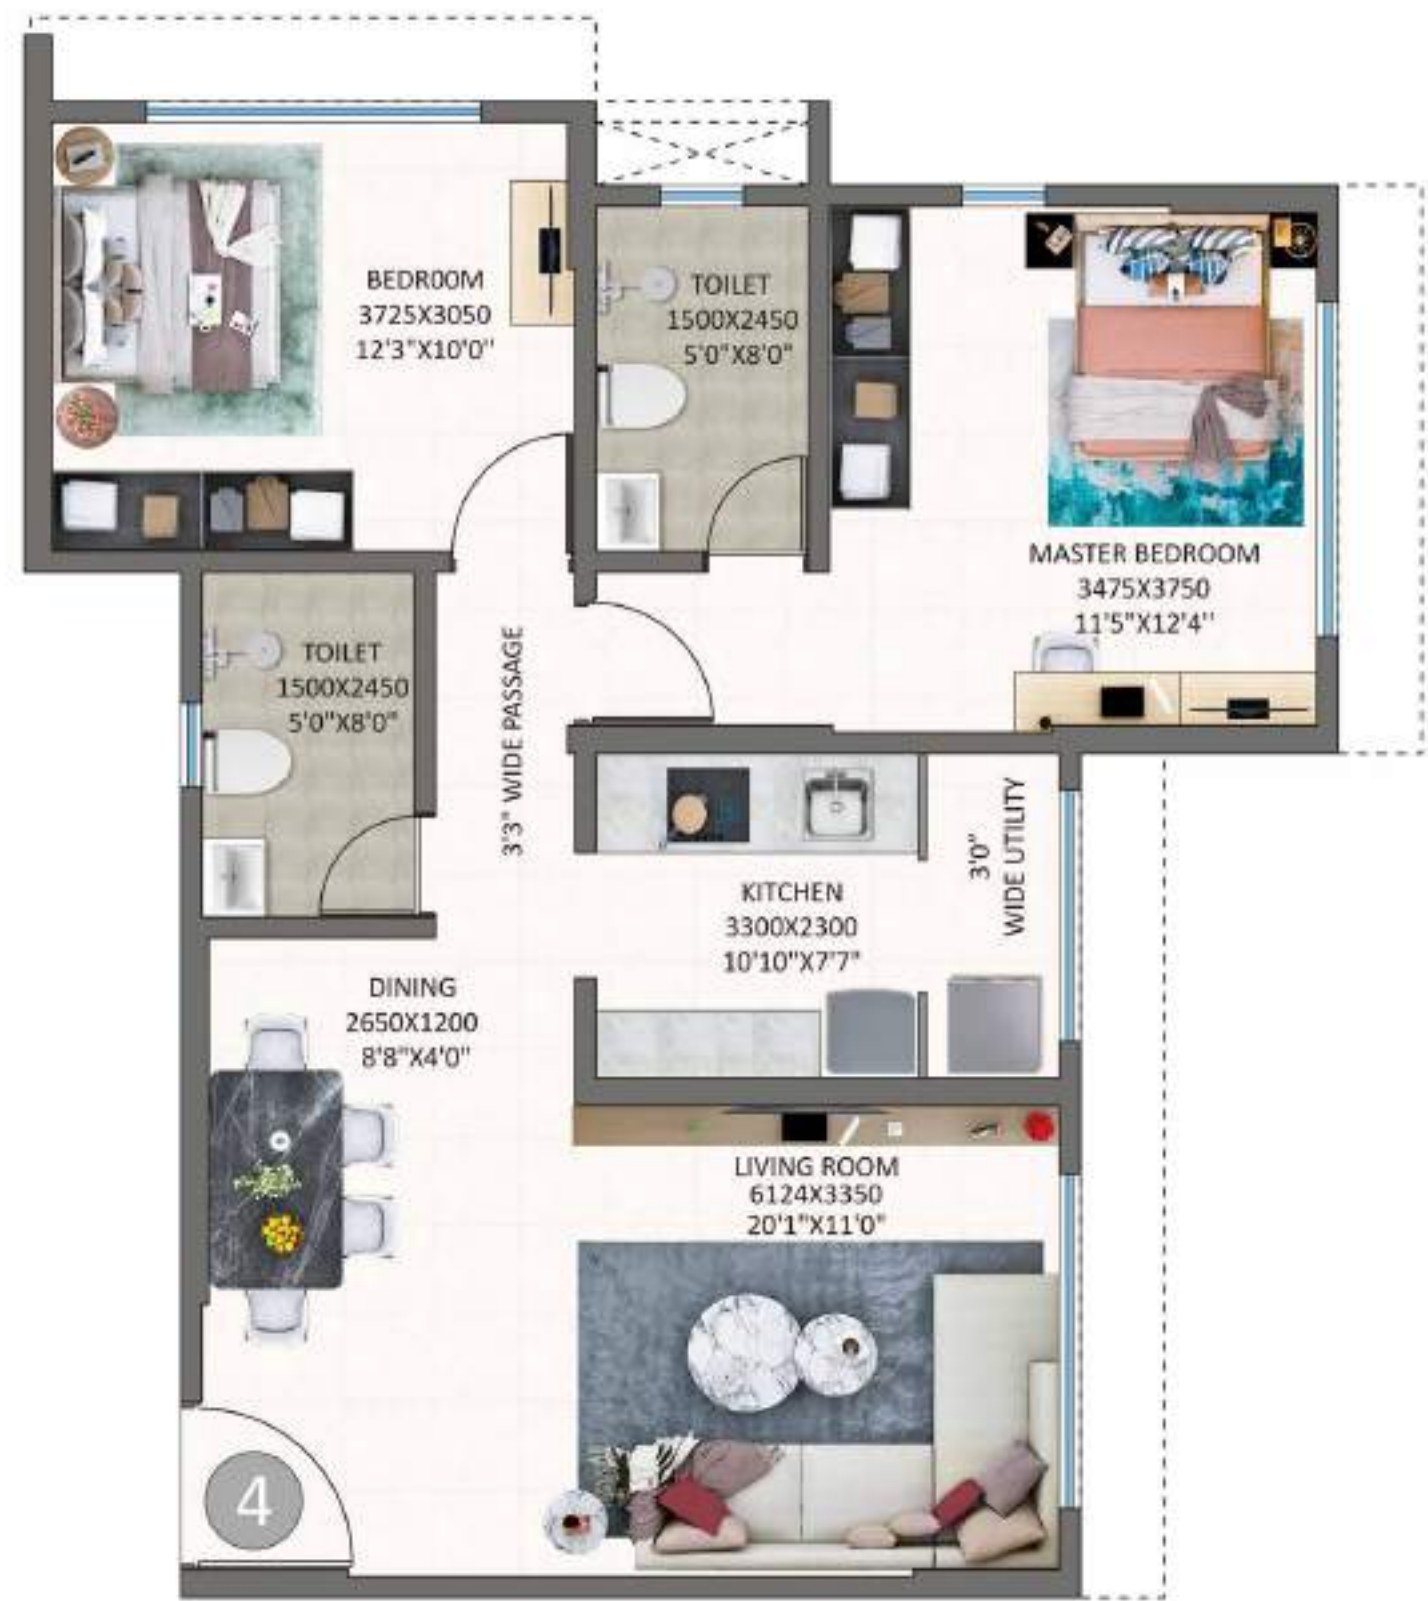 BEDROOM
3725X3050
12'3"X10'0"
TOILET
1500X2450
5'0"X8'0"
MASTER BEDROOM
3475X3750
11'5"X12'4"
TOILET
1500X2450
5'0"X8'0"
3'3" WIDE PASSAGE
3'0"
WIDE UTILITY
KITCHEN
3300X2300
10'10"X7'7"
DINING
2650X1200
8'8"X4'0"
LIVING ROOM
6124X3350
20'1"X11'0"
4